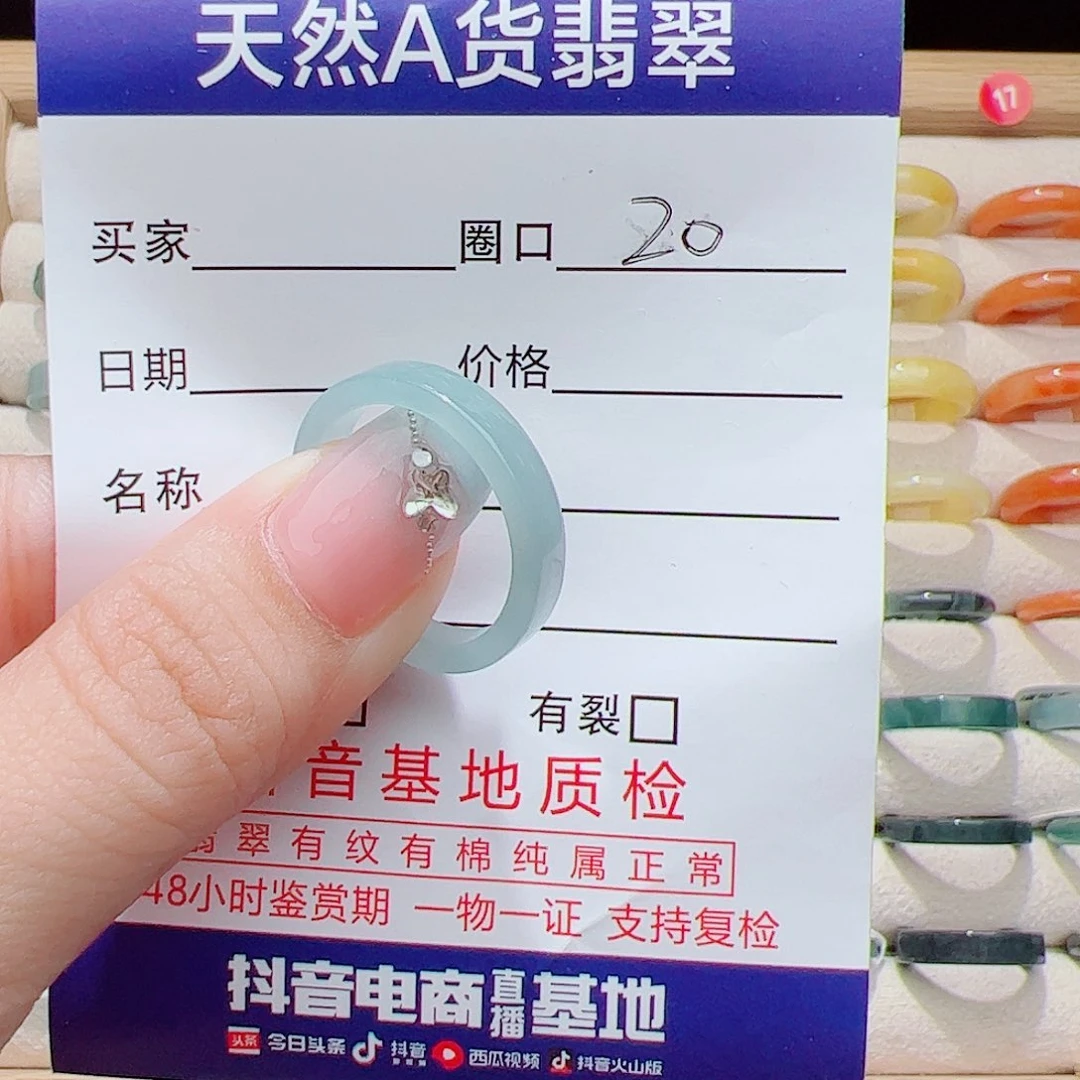 天然A货翡翠
17
买家 圈口 20
日期 价格
名称
有裂
音基地质检
翡翠有纹有棉纯属正常
48小时鉴赏期 一物一证 支持复检
抖音电商直播基地
头条 今日头条 抖音 西瓜视频 抖音火山版